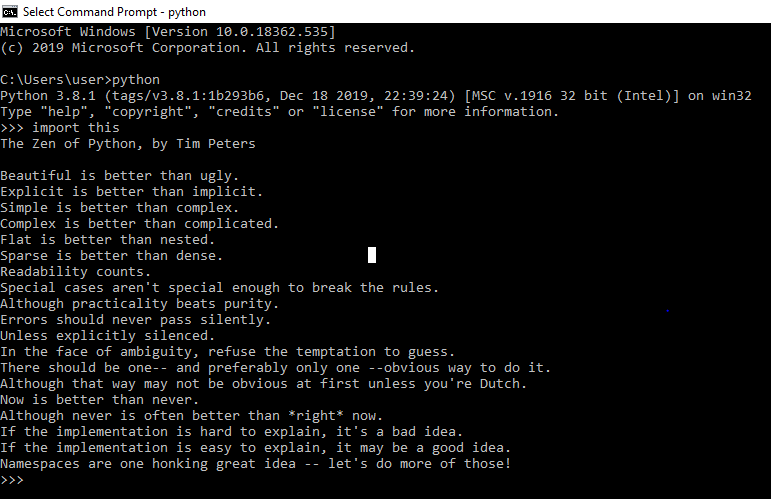 Select Command Prompt - python
Microsoft Windows [Version 10.0.18362.535]
(c) 2019 Microsoft Corporation. All rights reserved.
C:\Users\user>python
Python 3.8.1 (tags/v3.8.1:1b293b6, Dec 18 2019, 22:39:24) [MSC v.1916 32 bit (Intel)] on win32
Type "help", "copyright", "credits" or "license" for more information.
>>> import this
The Zen of Python, by Tim Peters
Beautiful is better than ugly.
Explicit is better than implicit.
Simple is better than complex.
Complex is better than complicated.
Flat is better than nested.
Sparse is better than dense.
Readability counts.
Special cases aren't special enough to break the rules.
Although practicality beats purity.
Errors should never pass silently.
Unless explicitly silenced.
In the face of ambiguity, refuse the temptation to guess.
There should be one-- and preferably only one --obvious way to do it.
Although that way may not be obvious at first unless you're Dutch.
Now is better than never.
Although never is often better than *right* now.
If the implementation is hard to explain, it's a bad idea.
If the implementation is easy to explain, it may be a good idea.
Namespaces are one honking great idea -- let's do more of those!
>>>